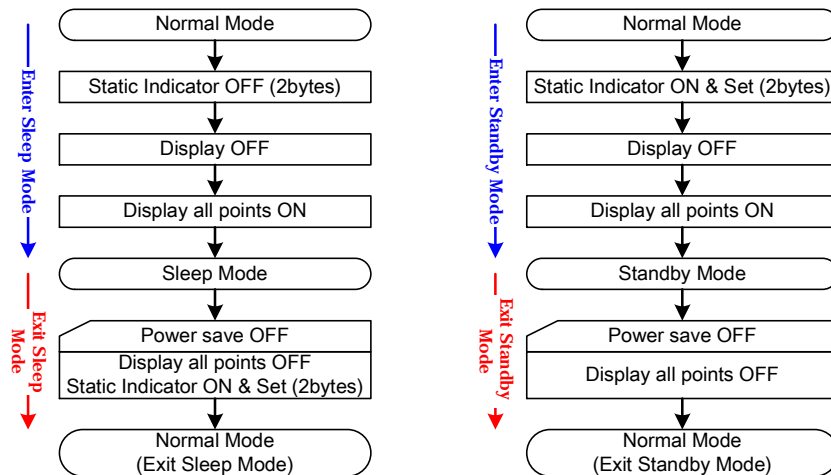 Normal Mode
Enter Sleep Mode
Static Indicator OFF (2bytes)
Display OFF
Display all points ON
Sleep Mode
Exit Sleep
Mode
Power save OFF
Display all points OFF
Static Indicator ON & Set (2bytes)
Normal Mode
(Exit Sleep Mode)
Normal Mode
Enter Standby Mode
Static Indicator ON & Set (2bytes)
Display OFF
Display all points ON
Standby Mode
Exit Standby
Mode
Power save OFF
Display all points OFF
Normal Mode
(Exit Standby Mode)